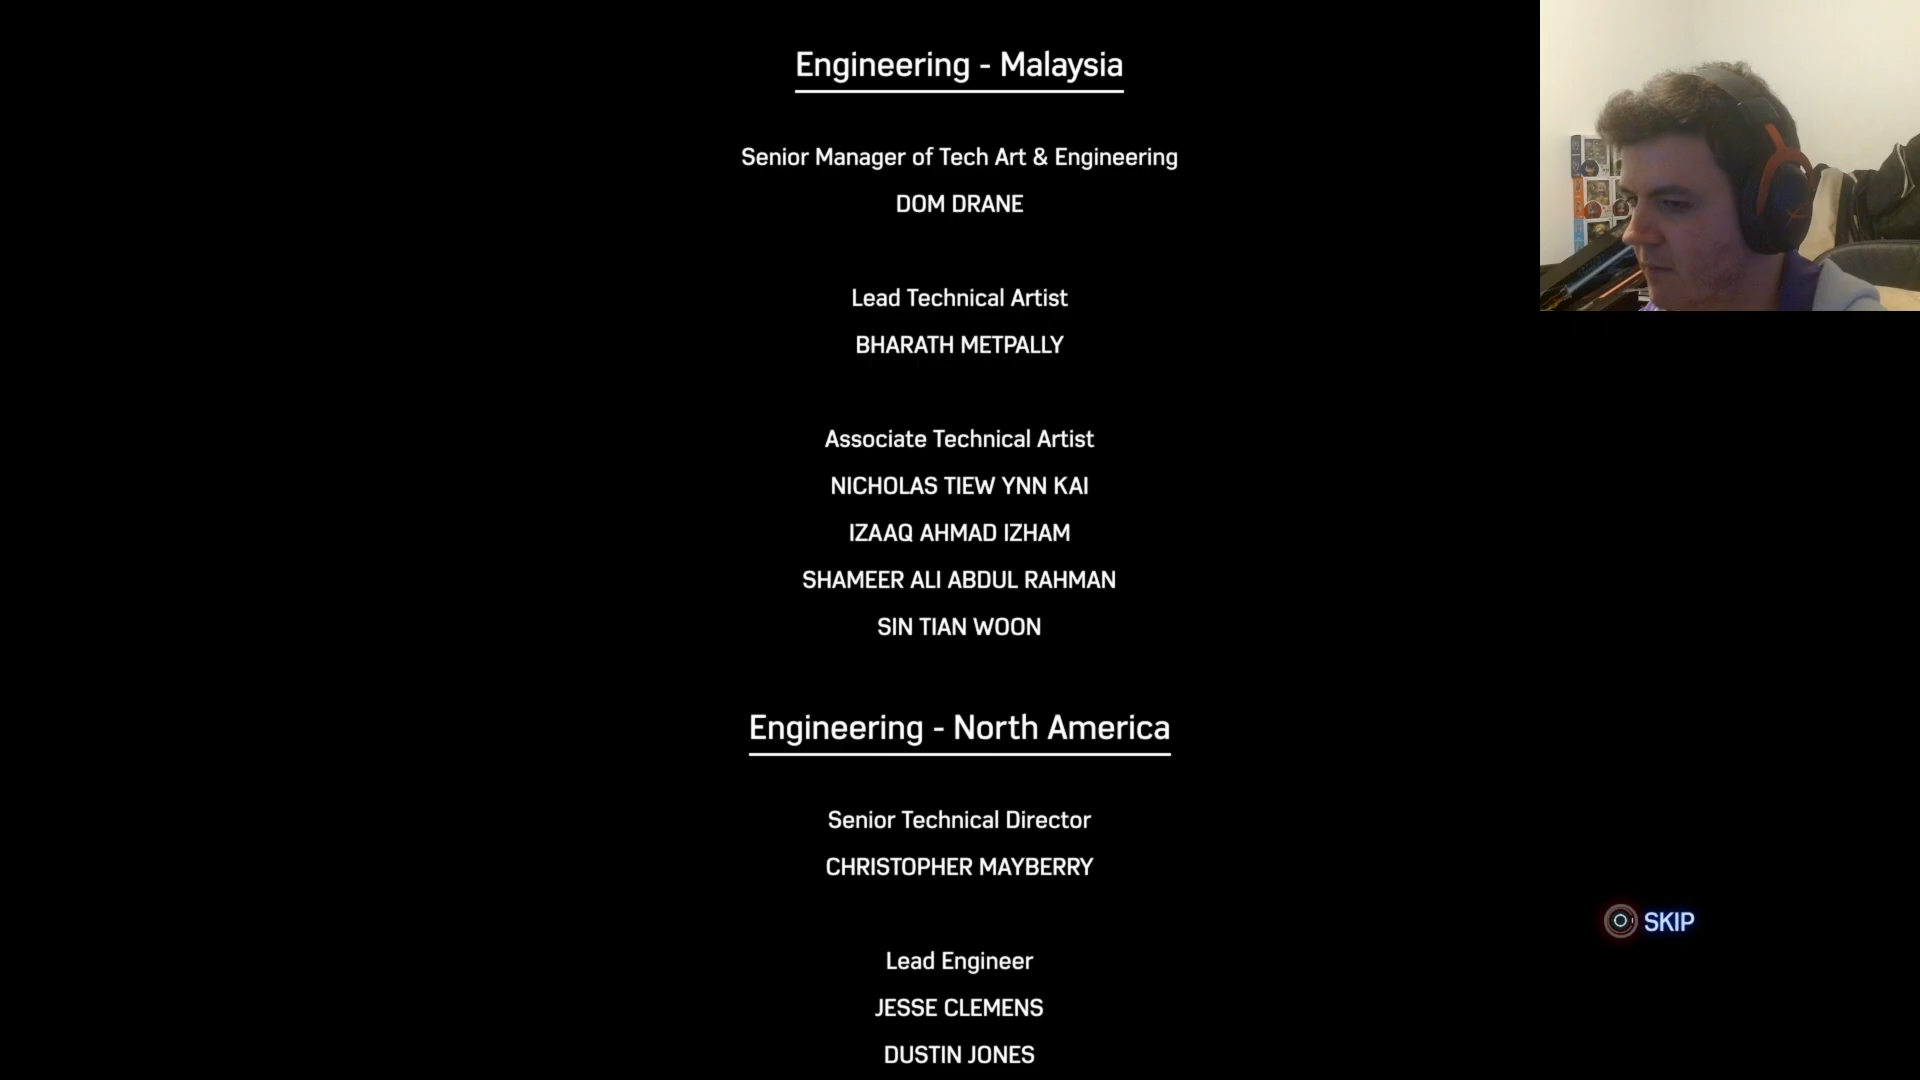 Engineering - Malaysia
Senior Manager of Tech Art & Engineering
DOM DRANE
Lead Technical Artist
BHARATH METPALLY
Associate Technical Artist
NICHOLAS TIEW YNN KAI
IZAAQ AHMAD IZHAM
SHAMEER ALI ABDUL RAHMAN
SIN TIAN WOON
Engineering - North America
Senior Technical Director
CHRISTOPHER MAYBERRY
SKIP
Lead Engineer
JESSE CLEMENS
DUSTIN JONES